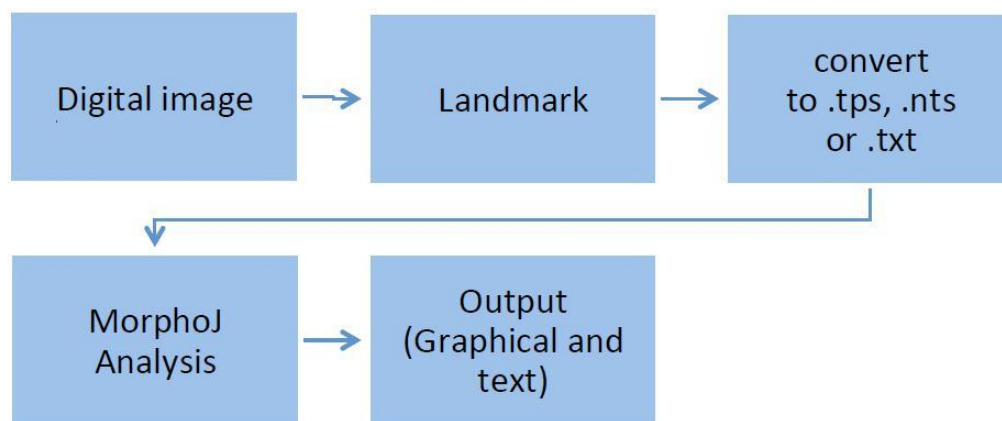 Digital image
Landmark
convert
to .tps, .nts
or .txt
MorphoJ
Analysis
Output
(Graphical and
text)